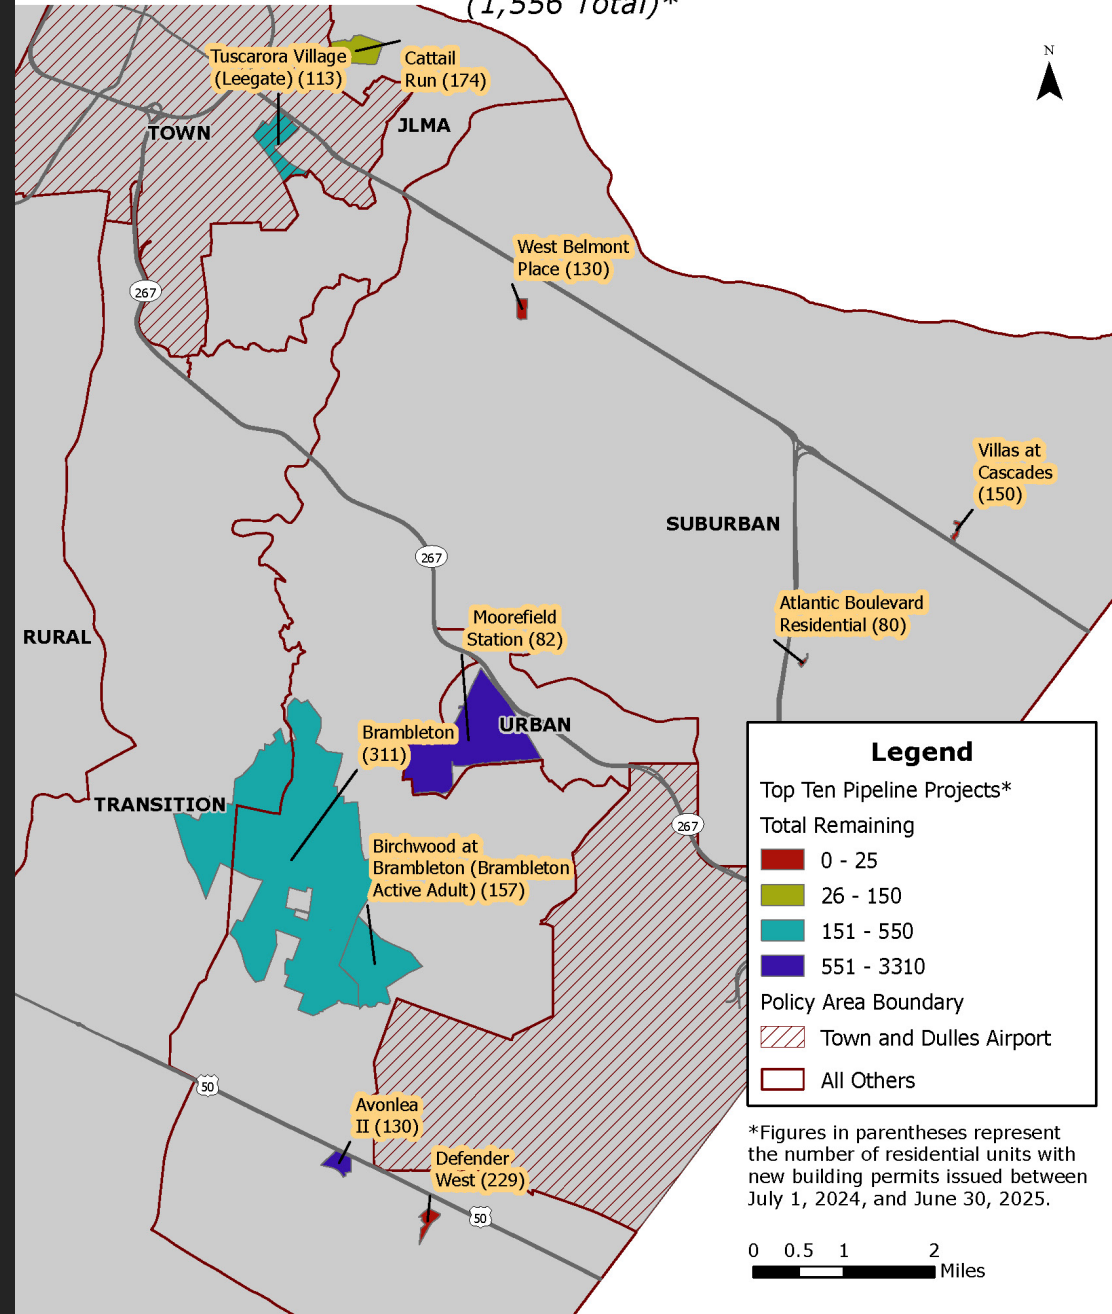 (1,556 Total)*
N
Tuscarora Village
(Leegate) (113)
Cattail
Run (174)
TOWN
JLMA
West Belmont
Place (130)
267
Villas at
Cascades
(150)
SUBURBAN
267
Atlantic Boulevard
Residential (80)
Moorefield
Station (82)
RURAL
URBAN
Brambleton
(311)
TRANSITION
267
Birchwood at
Brambleton (Brambleton
Active Adult) (157)
50
Avonlea
II (130)
Defender
West (229)
50
Legend
Top Ten Pipeline Projects*
Total Remaining
0 - 25
26 - 150
151 - 550
551 - 3310
Policy Area Boundary
Town and Dulles Airport
All Others
*Figures in parentheses represent
the number of residential units with
new building permits issued between
July 1, 2024, and June 30, 2025.
0 0.5 1 2
Miles